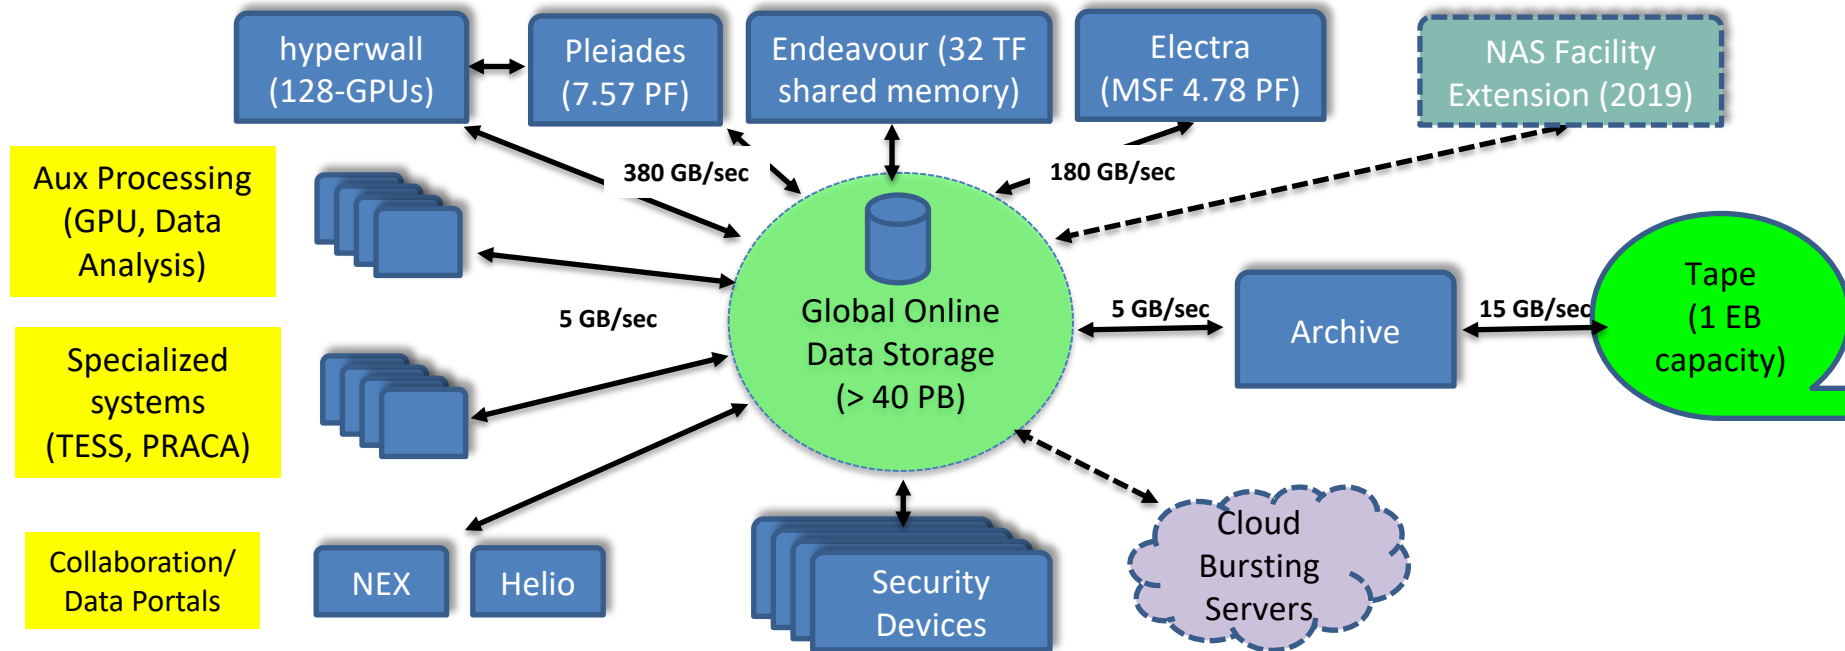 hyperwall
(128-GPUs)
Pleiades
(7.57 PF)
Endeavour (32 TF
shared memory)
Electra
(MSF 4.78 PF)
NAS Facility
Extension (2019)
380 GB/sec
180 GB/sec
Aux Processing
(GPU, Data
Analysis)
5 GB/sec
Global Online
Data Storage
(> 40 PB)
5 GB/sec
Archive
15 GB/sec
Tape
(1 EB
capacity)
Specialized
systems
(TESS, PRACA)
Collaboration/
Data Portals
NEX
Helio
Security
Devices
Cloud
Bursting
Servers